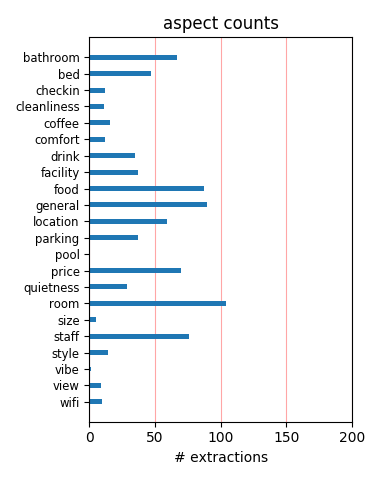 aspect counts
bathroom
bed
checkin
cleanliness
coffee
comfort
drink
facility
food
general
location
parking
pool
price
quietness
room
size
staff
style
vibe
view
wifi
0 50 100 150 200
# extractions